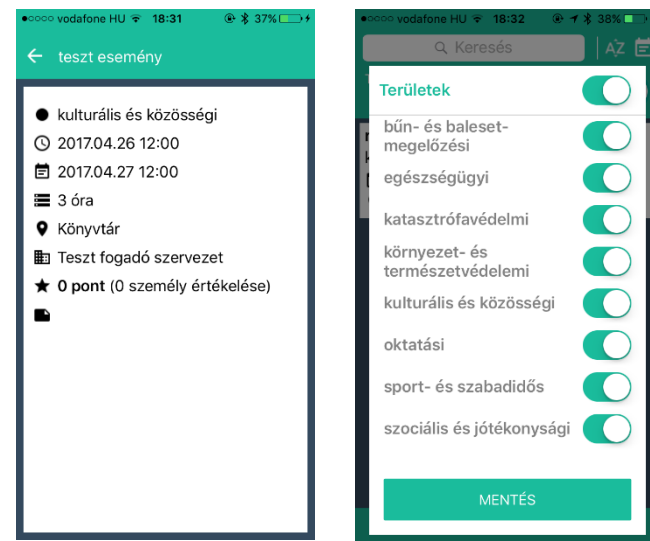 vodafone HU 18:31 37%
teszt esemény
kulturális és közösségi
2017.04.26 12:00
2017.04.27 12:00
3 óra
Könyvtár
Teszt fogadó szervezet
0 pont (0 személy értékelése)
vodafone HU 18:32 38%
Keresés AZ
Területek
bűn- és baleset-
megelőzési
egészségügyi
katasztrófavédelmi
környezet- és
természetvédelemi
kulturális és közösségi
oktatási
sport- és szabadidős
szociális és jótékonysági
MENTÉS